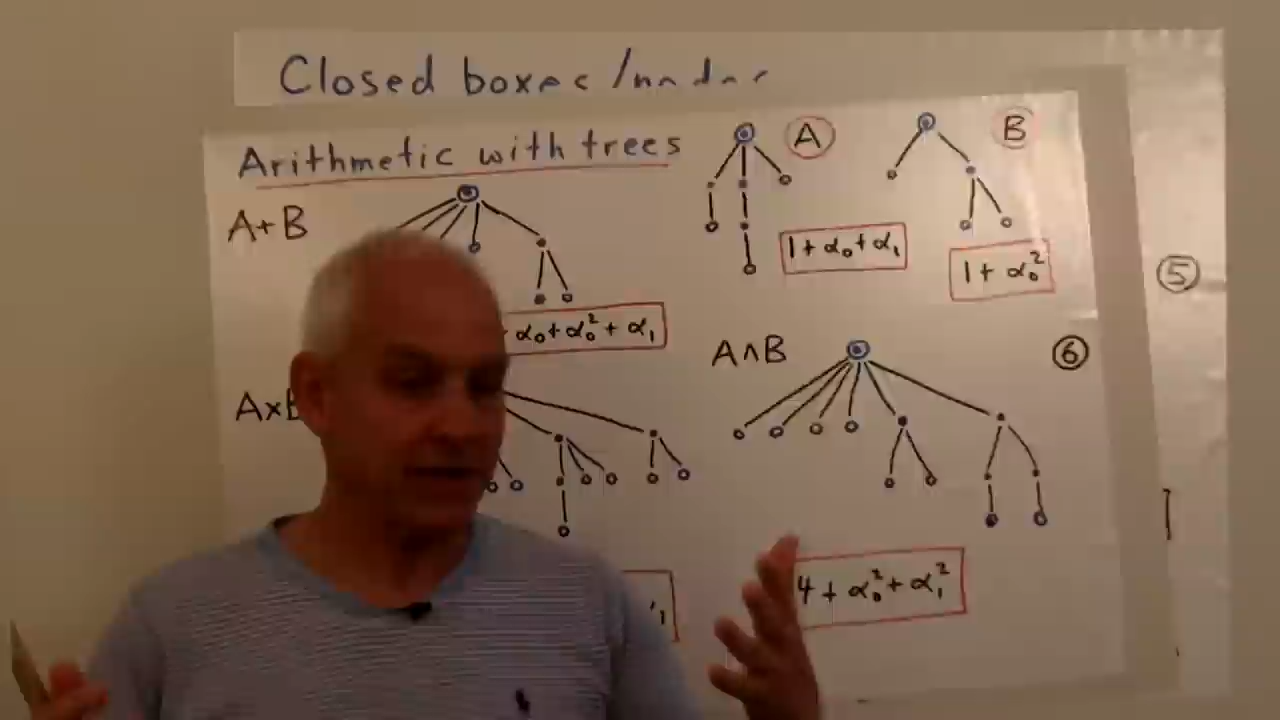 Closed boxes /
Arithmetic with trees
A
B
A+B
1 + α₀ + α₁
1 + α₀²
⑤
α₀ + α₀² + α₁
A∧B
⑥
A×B
4 + α₀² + α₁²